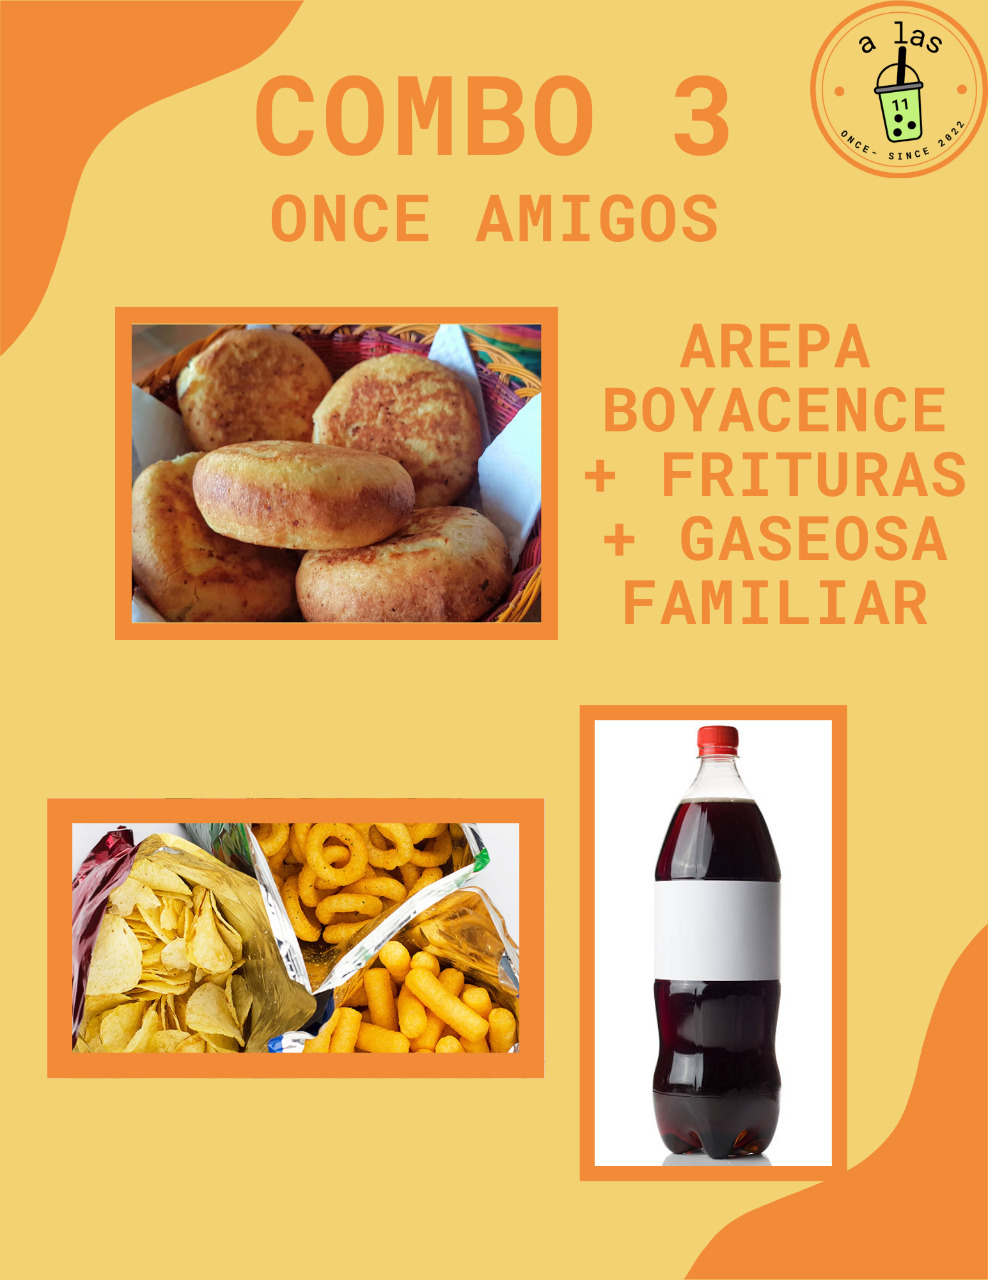 a las
11
ONCE- SINCE 2022
COMBO 3
ONCE AMIGOS
AREPA
BOYACENCE
+ FRITURAS
+ GASEOSA
FAMILIAR